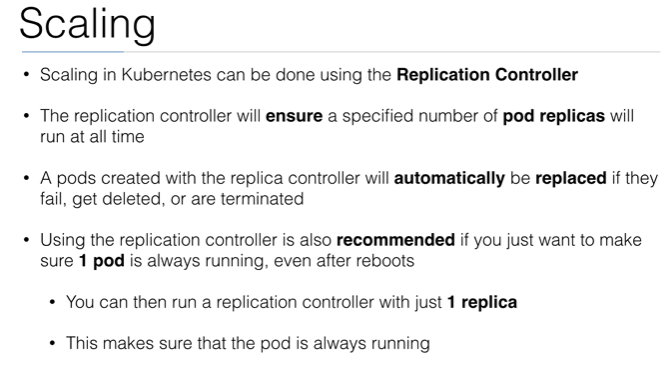 Scaling
• Scaling in Kubernetes can be done using the Replication Controller
• The replication controller will ensure a specified number of pod replicas will
run at all time
• A pods created with the replica controller will automatically be replaced if they
fail, get deleted, or are terminated
• Using the replication controller is also recommended if you just want to make
sure 1 pod is always running, even after reboots
• You can then run a replication controller with just 1 replica
• This makes sure that the pod is always running